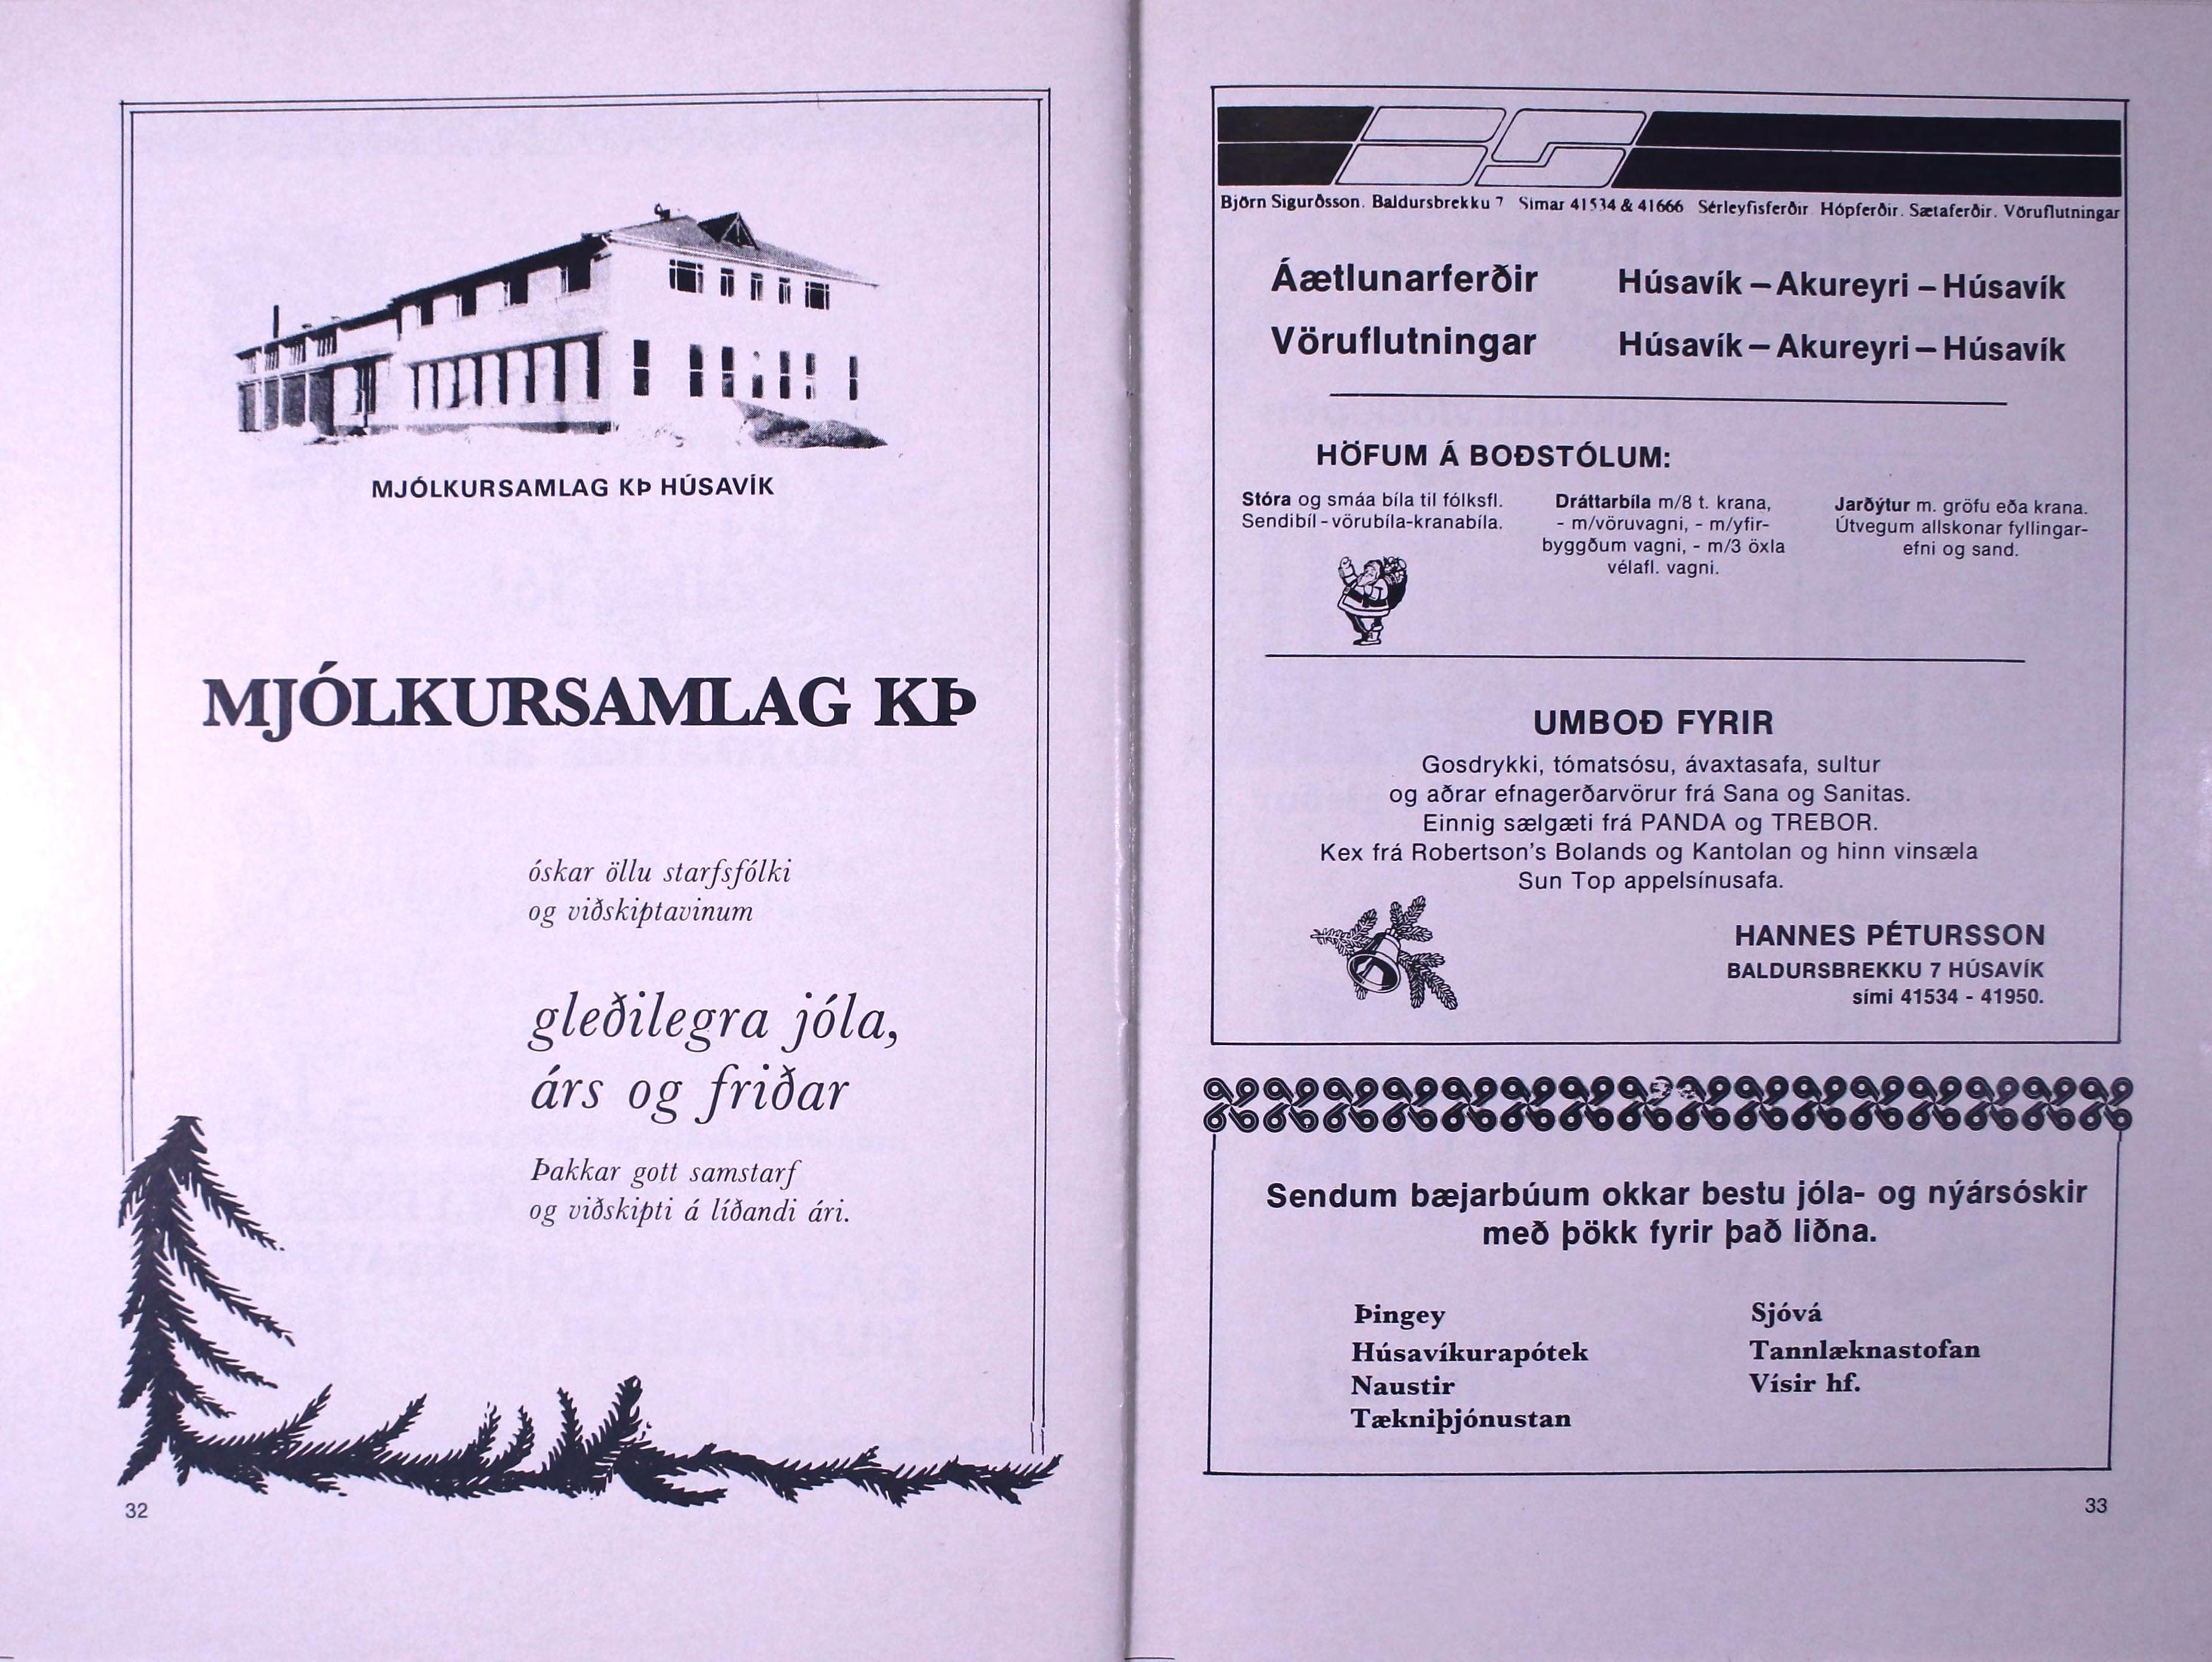 MJÓLKURSAMLAG KÞ HÚSAVÍK
MJÓLKURSAMLAG KÞ
óskar öllu starfsfólki
og viðskiptavinum
gleðilegra jóla,
árs og friðar
Þakkar gott samstarf
og viðskipti á líðandi ári.
32
BS
Björn Sigurðsson. Baldursbrekku 7 Símar 41534 & 41666 Sérleyfisferðir Hópferðir. Sætaferðir. Vöruflutningar
Áætlunarferðir Húsavík – Akureyri – Húsavík
Vöruflutningar Húsavík – Akureyri – Húsavík
HÖFUM Á BOÐSTÓLUM:
Stóra og smáa bíla til fólksfl.
Sendibíl - vörubíla-kranabíla.
Dráttarbíla m/8 t. krana,
- m/vöruvagni, - m/yfir-
byggðum vagni, - m/3 öxla
vélafl. vagni.
Jarðýtur m. gröfu eða krana.
Útvegum allskonar fyllingar-
efni og sand.
UMBOÐ FYRIR
Gosdrykki, tómatsósu, ávaxtasafa, sultur
og aðrar efnagerðarvörur frá Sana og Sanitas.
Einnig sælgæti frá PANDA og TREBOR.
Kex frá Robertson's Bolands og Kantolan og hinn vinsæla
Sun Top appelsínusafa.
HANNES PÉTURSSON
BALDURSBREKKU 7 HÚSAVÍK
sími 41534 - 41950.
Sendum bæjarbúum okkar bestu jóla- og nýársóskir
með þökk fyrir það liðna.
Þingey
Húsavíkurapótek
Naustir
Tækniþjónustan
Sjóvá
Tannlæknastofan
Vísir hf.
33